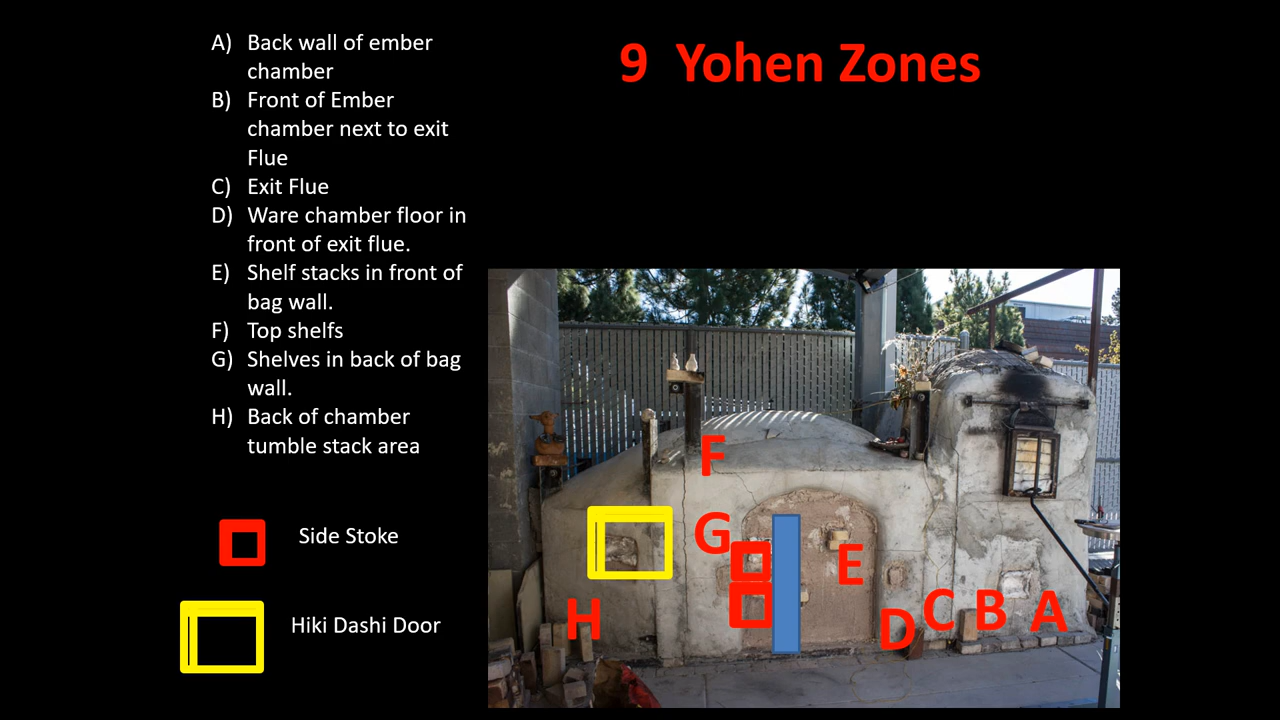 9 Yohen Zones
A) Back wall of ember
chamber
B) Front of Ember
chamber next to exit
Flue
C) Exit Flue
D) Ware chamber floor in
front of exit flue.
E) Shelf stacks in front of
bag wall.
F) Top shelfs
G) Shelves in back of bag
wall.
H) Back of chamber
tumble stack area
Side Stoke
Hiki Dashi Door
F
G
E
H
D
C
B
A